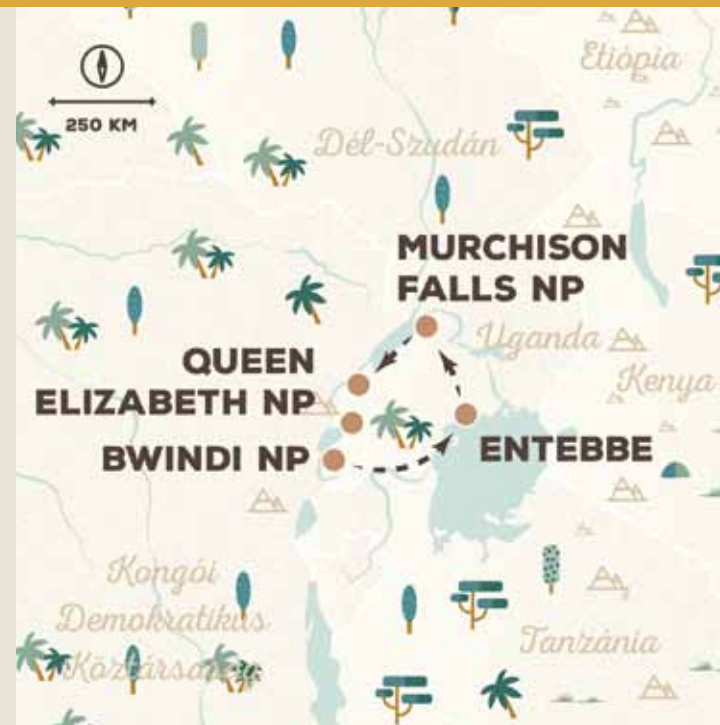 Etiópia
250 KM
Dél-Szudán
MURCHISON
FALLS NP
Uganda
QUEEN
ELIZABETH NP
Kenya
BWINDI NP
ENTEBBE
Kongói
Demokratikus
Köztársaság
Tanzánia